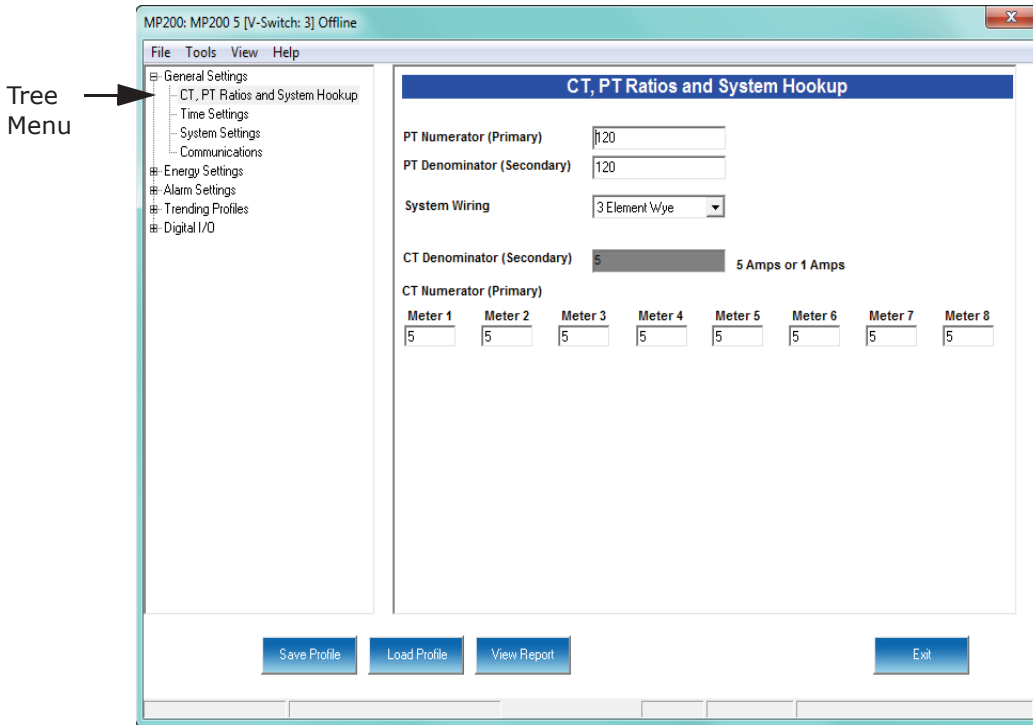 MP200: MP200 5 [V-Switch: 3] Offline
X
File Tools View Help
Tree
Menu
General Settings
CT, PT Ratios and System Hookup
Time Settings
System Settings
Communications
Energy Settings
Alarm Settings
Trending Profiles
Digital I/O
CT, PT Ratios and System Hookup
PT Numerator (Primary) 120
PT Denominator (Secondary) 120
System Wiring 3 Element Wye
CT Denominator (Secondary) 5 5 Amps or 1 Amps
CT Numerator (Primary)
Meter 1 Meter 2 Meter 3 Meter 4 Meter 5 Meter 6 Meter 7 Meter 8
5 5 5 5 5 5 5 5
Save Profile Load Profile View Report Exit